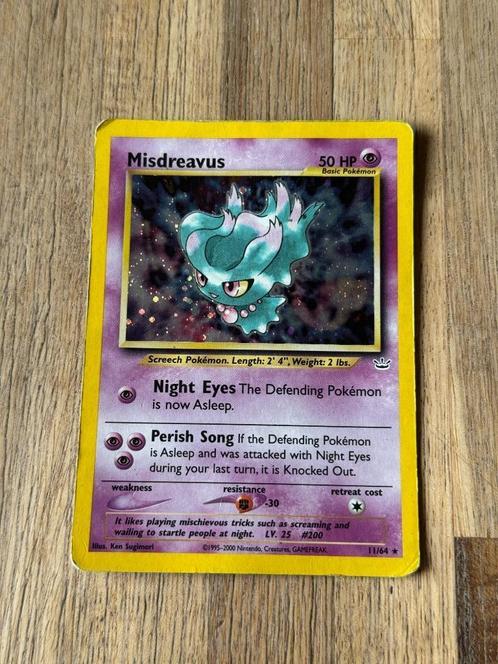 Misdreavus 50 HP
Basic Pokémon
Screech Pokémon. Length: 2' 4", Weight: 2 lbs.
Night Eyes The Defending Pokémon
is now Asleep.
Perish Song If the Defending Pokémon
is Asleep and was attacked with Night Eyes
during your last turn, it is Knocked Out.
weakness resistance retreat cost
-30
It likes playing mischievous tricks such as screaming and
wailing to startle people at night. LV. 25 #200
Illus. Ken Sugimori ©1995-2000 Nintendo, Creatures, GAMEFREAK. 11/64 ★